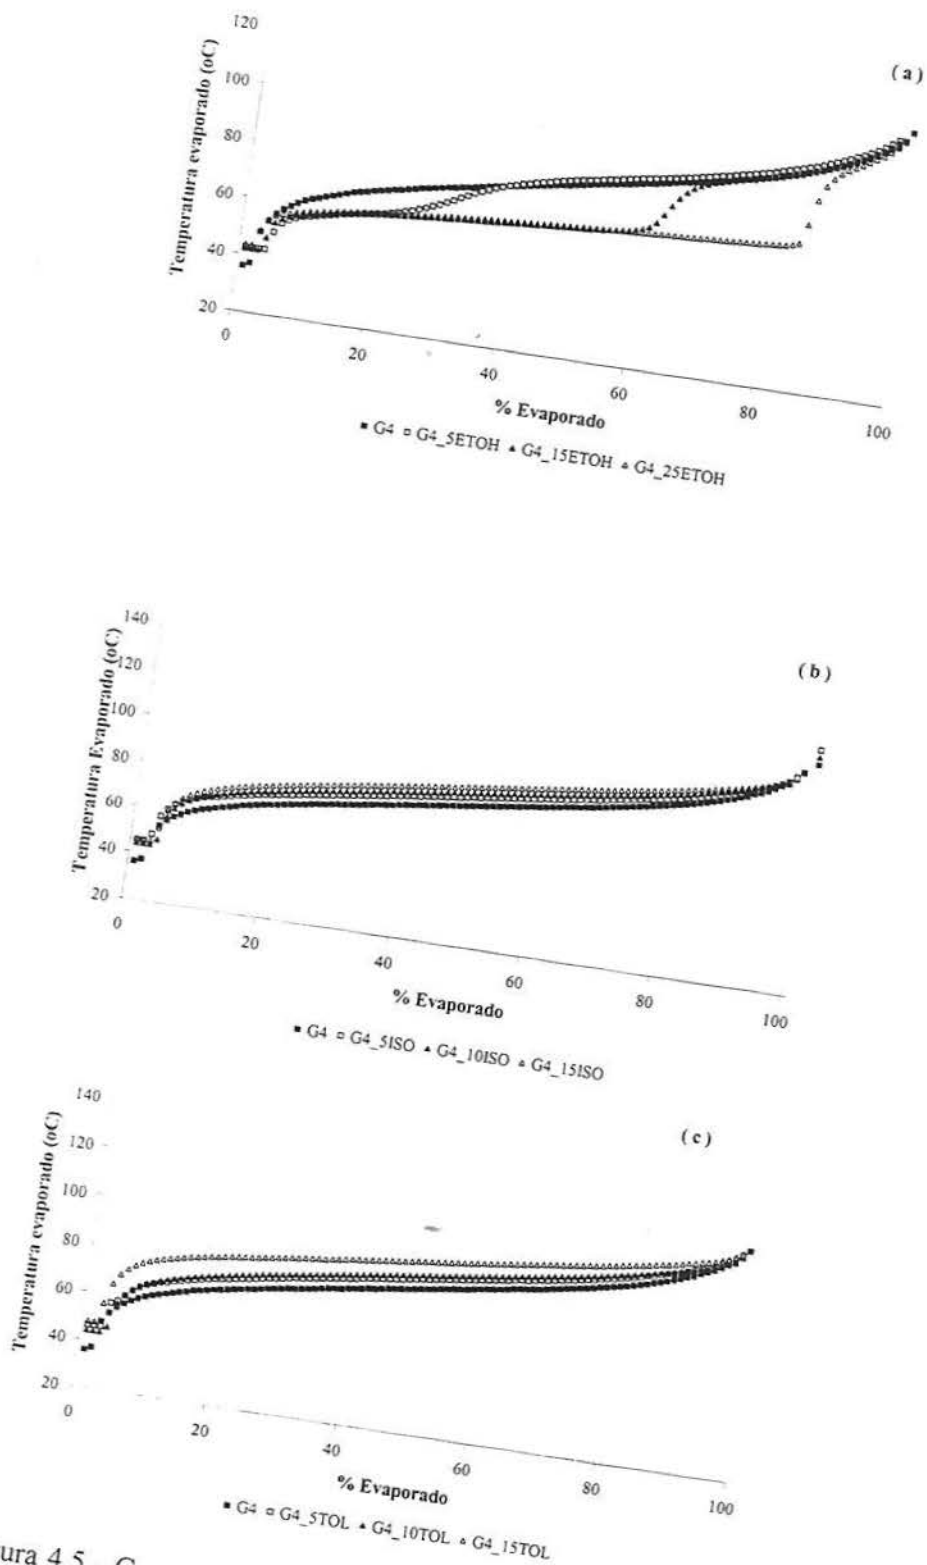 120
( a )
100
80
60
40
20
Temperatura evaporado (oC)
0
20
40
60
80
100
% Evaporado
G4 G4_5ETOH G4_15ETOH G4_25ETOH
140
120
( b )
100
80
60
40
20
Temperatura Evaporado (oC)
0
20
40
60
80
100
% Evaporado
G4 G4_5ISO G4_10ISO G4_15ISO
140
120
( c )
100
80
60
40
20
Temperatura evaporado (oC)
0
20
40
60
80
100
% Evaporado
G4 G4_5TOL G4_10TOL G4_15TOL
ura 4.5